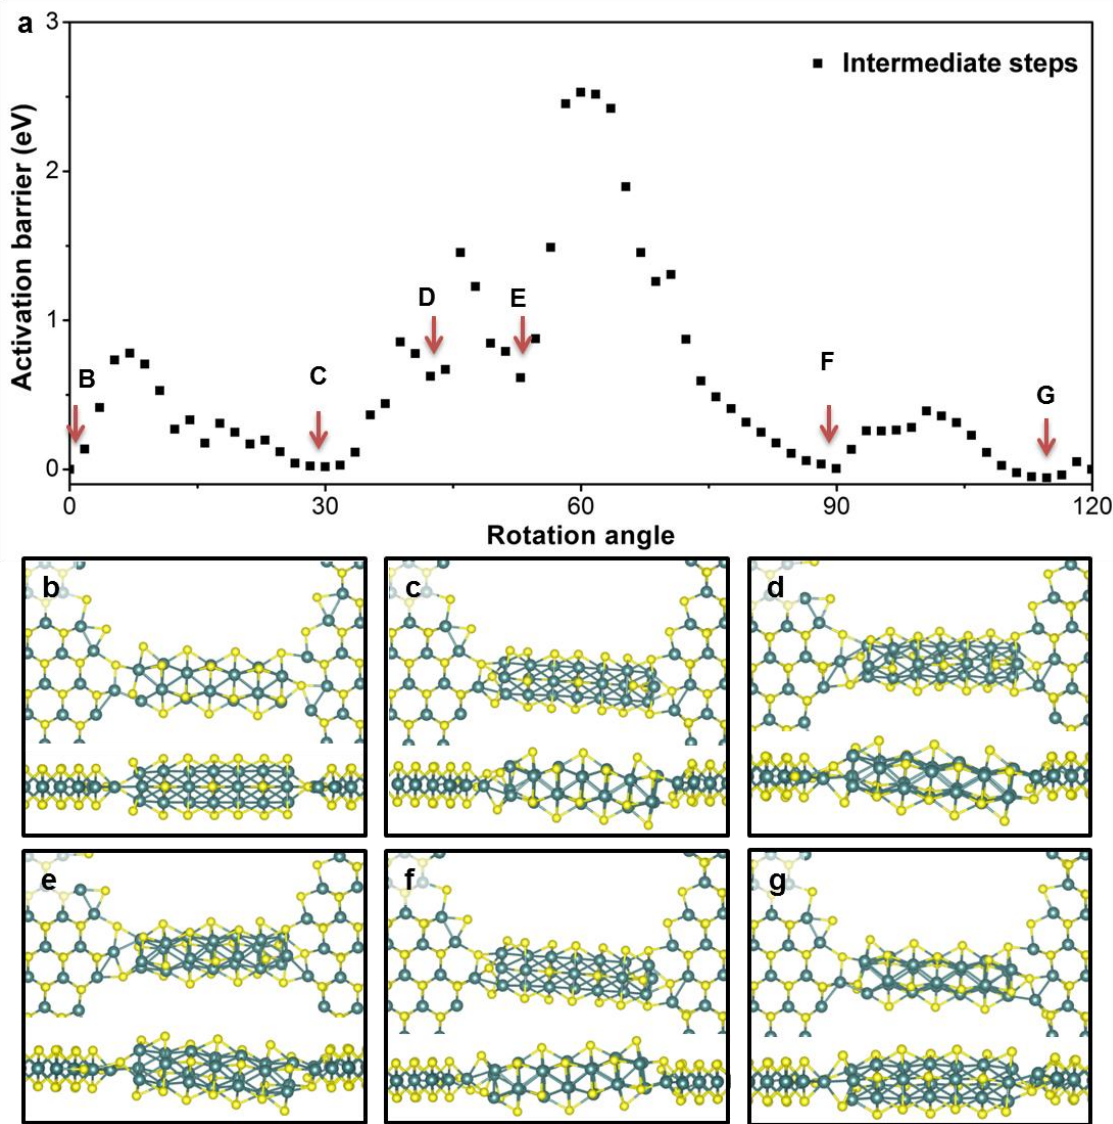 a
3
2
1
0
Activation barrier (eV)
Intermediate steps
B
C
D
E
F
G
0
30
60
90
120
Rotation angle
b
c
d
e
f
g